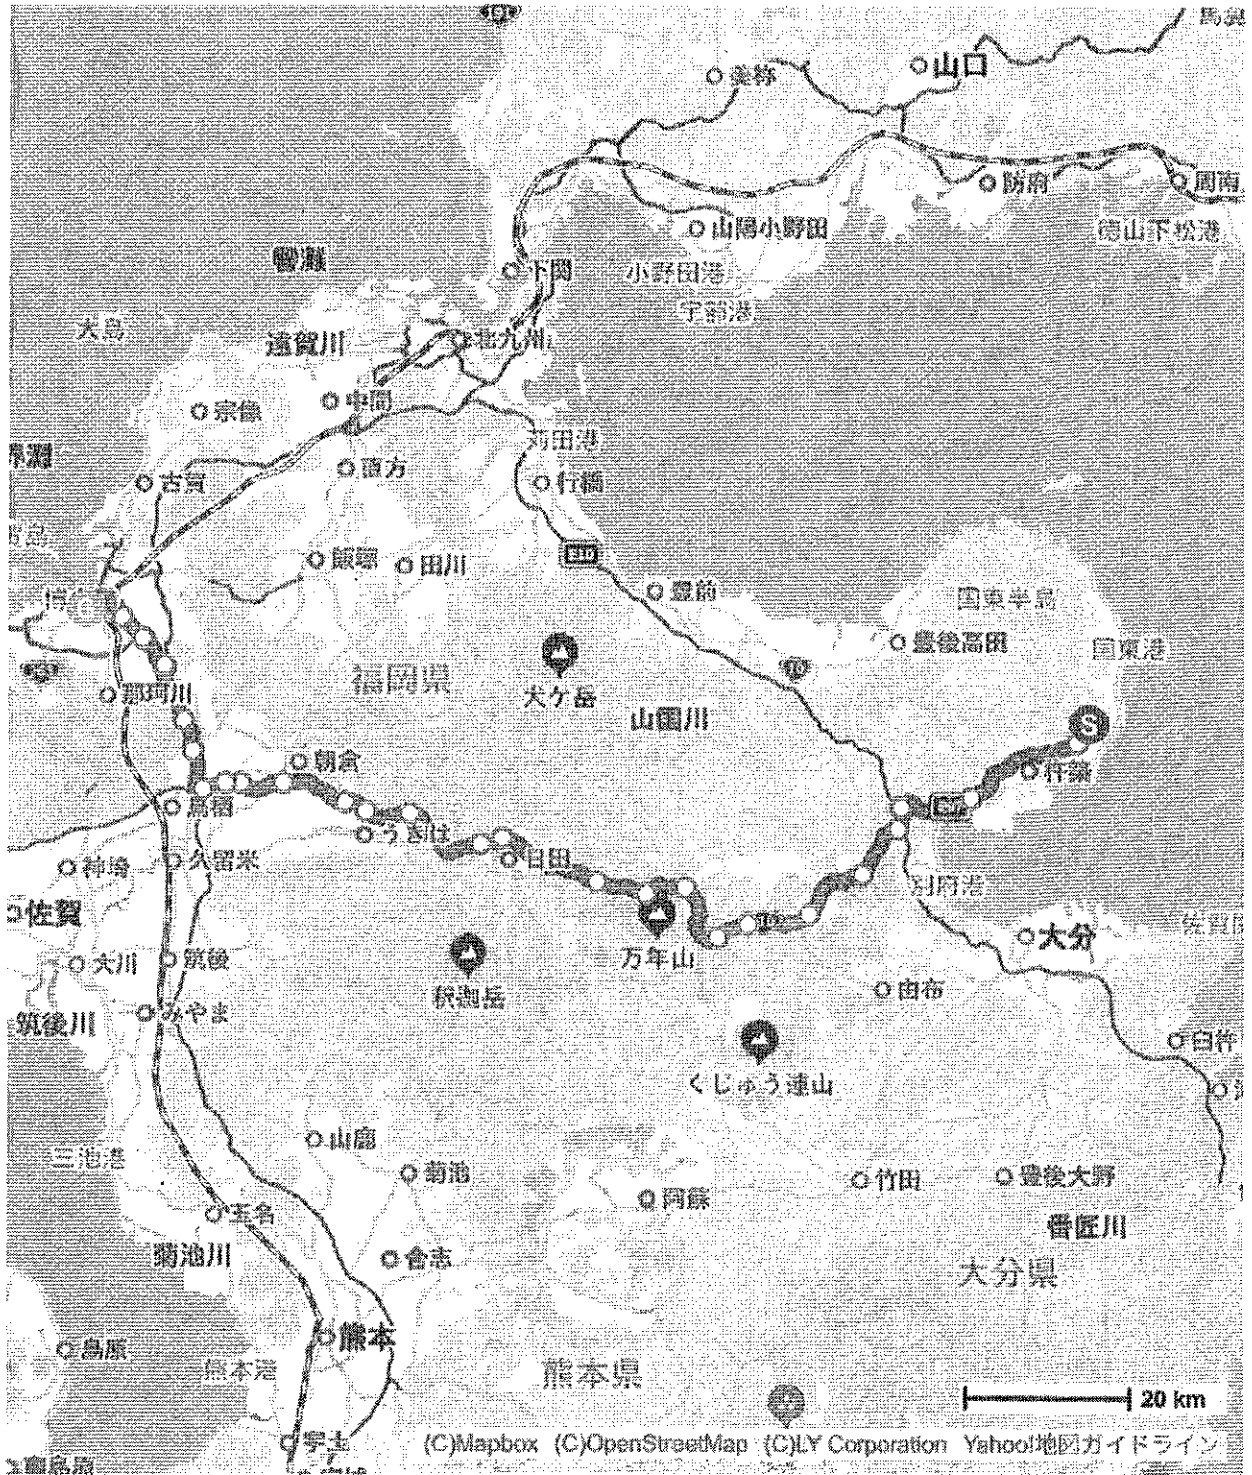 山口
美祢
防府
周南
山陽小野田
徳山下松港
響灘
下関
小野田港
宇部港
大島
遠賀川
北九州
中間
宗像
苅田港
直方
古賀
行橋
飯塚
田川
豊前
国東半島
豊後高田
国東港
10
福岡県
犬ケ岳
山国川
那珂川
S
朝倉
杵築
鳥栖
うきは
神埼
久留米
日田
別府港
佐賀
大分
万年山
大川
筑後
釈迦岳
由布
みやま
筑後川
臼杵
くじゅう連山
山鹿
三池港
菊池
竹田
豊後大野
阿蘇
玉名
番匠川
菊池川
合志
大分県
熊本
島原
熊本港
熊本県
20 km
宇土
(C)Mapbox (C)OpenStreetMap (C)LY Corporation Yahoo!地図ガイドライン